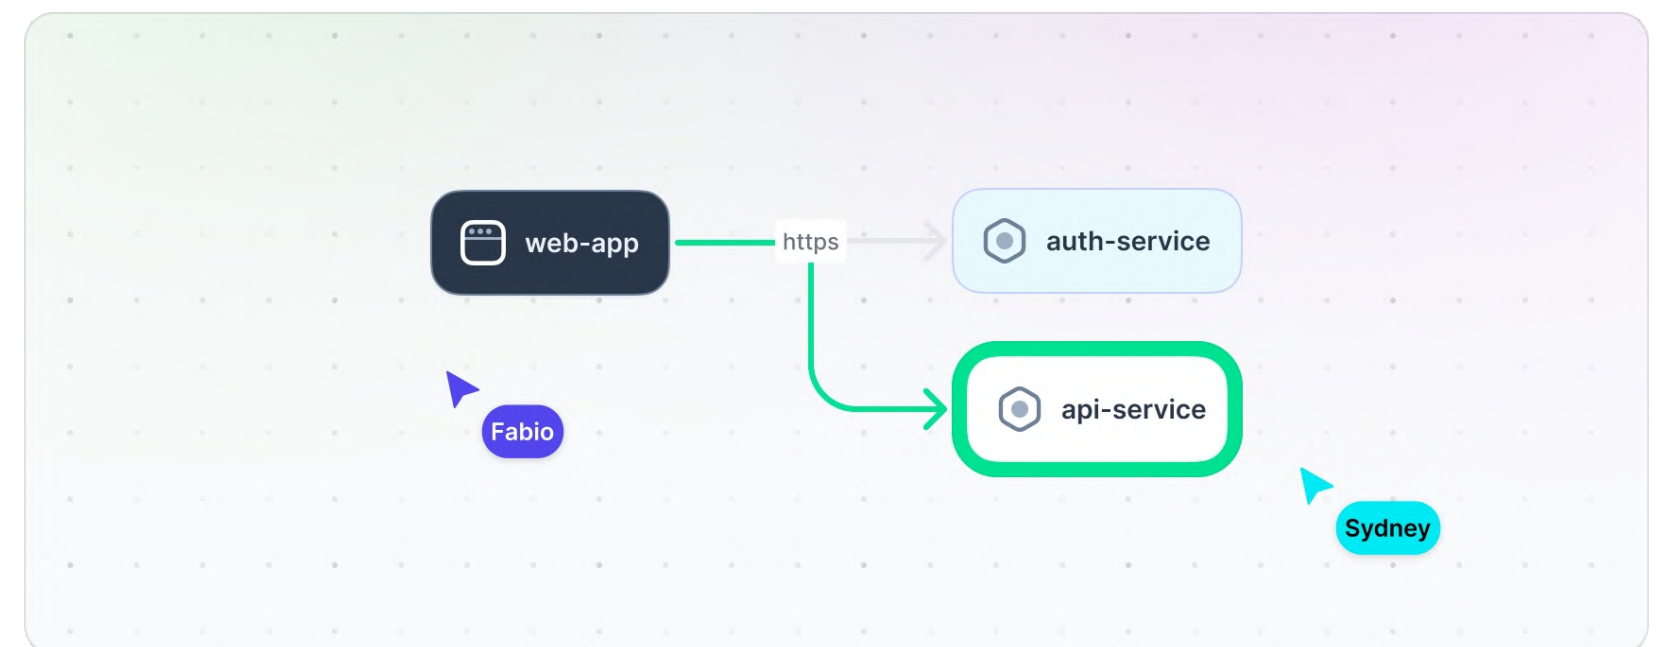 web-app
https
auth-service
api-service
Fabio
Sydney